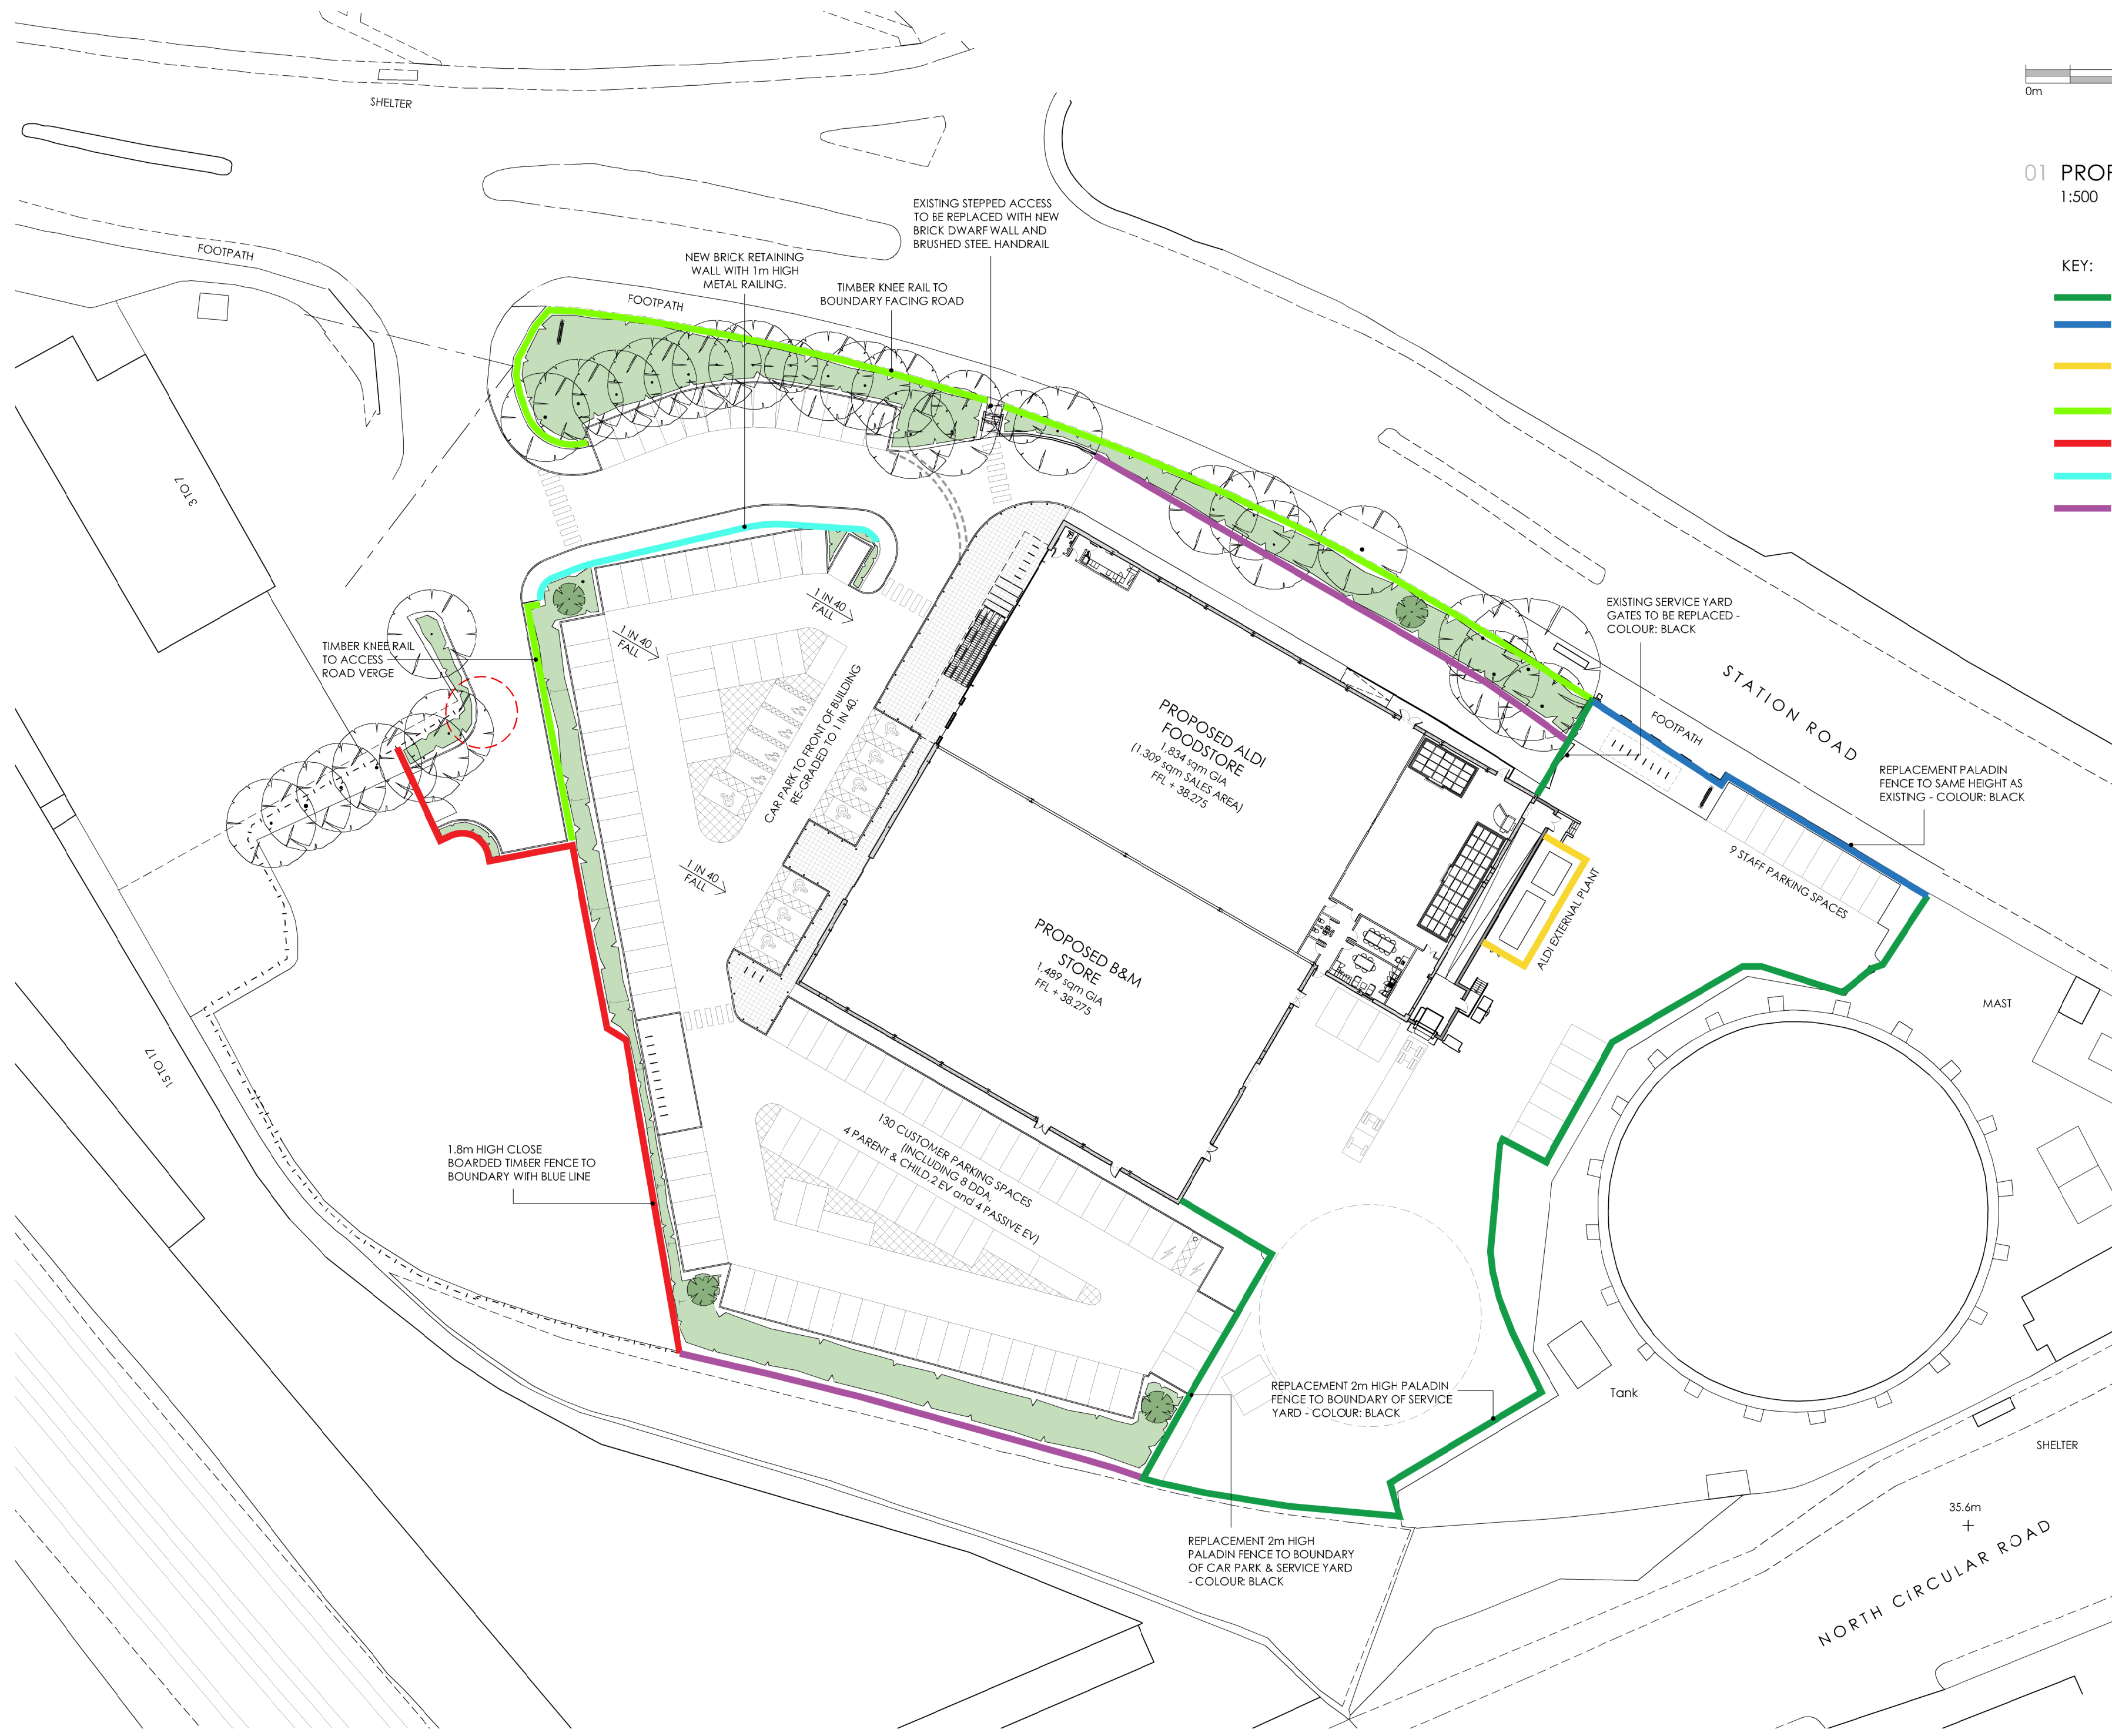 SHELTER
0m
01 PROP
1:500
KEY:
FOOTPATH
EXISTING STEPPED ACCESS
TO BE REPLACED WITH NEW
BRICK DWARF WALL AND
BRUSHED STEEL HANDRAIL
NEW BRICK RETAINING
WALL WITH 1m HIGH
METAL RAILING.
TIMBER KNEE RAIL TO
BOUNDARY FACING ROAD
FOOTPATH
3 TO 7
1 IN 40
FALL
1 IN 40
FALL
TIMBER KNEE RAIL
TO ACCESS
ROAD VERGE
CAR PARK TO FRONT OF BUILDING
RE-GRADED TO 1 IN 40.
EXISTING SERVICE YARD
GATES TO BE REPLACED -
COLOUR: BLACK
STATION ROAD
FOOTPATH
PROPOSED ALDI
FOODSTORE
1,834 sqm GIA
(1,309 sqm SALES AREA)
FFL + 38.275
REPLACEMENT PALADIN
FENCE TO SAME HEIGHT AS
EXISTING - COLOUR: BLACK
9 STAFF PARKING SPACES
1 IN 40
FALL
ALDI EXTERNAL PLANT
PROPOSED B&M
STORE
1,489 sqm GIA
FFL + 38.275
MAST
15 TO 17
1.8m HIGH CLOSE
BOARDED TIMBER FENCE TO
BOUNDARY WITH BLUE LINE
130 CUSTOMER PARKING SPACES
(INCLUDING 8 DDA,
4 PARENT & CHILD,2 EV and 4 PASSIVE EV)
REPLACEMENT 2m HIGH PALADIN
FENCE TO BOUNDARY OF SERVICE
YARD - COLOUR: BLACK
Tank
SHELTER
REPLACEMENT 2m HIGH
PALADIN FENCE TO BOUNDARY
OF CAR PARK & SERVICE YARD
- COLOUR: BLACK
35.6m
NORTH CIRCULAR ROAD